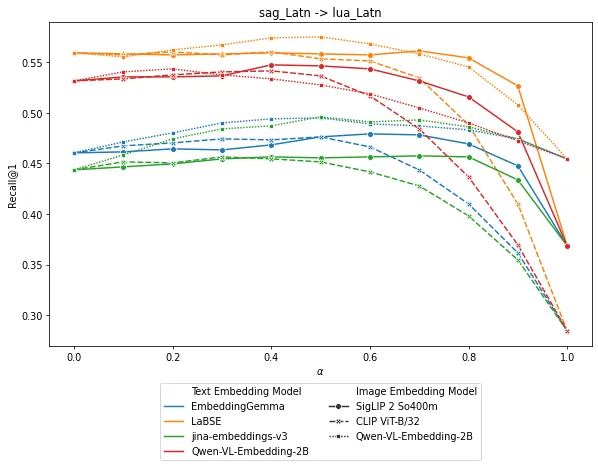 sag_Latn -> lua_Latn
Recall@1
0.55
0.50
0.45
0.40
0.35
0.30
0.0 0.2 0.4 0.6 0.8 1.0
α
Text Embedding Model
EmbeddingGemma
LaBSE
jina-embeddings-v3
Qwen-VL-Embedding-2B
Image Embedding Model
SigLIP 2 So400m
CLIP ViT-B/32
Qwen-VL-Embedding-2B